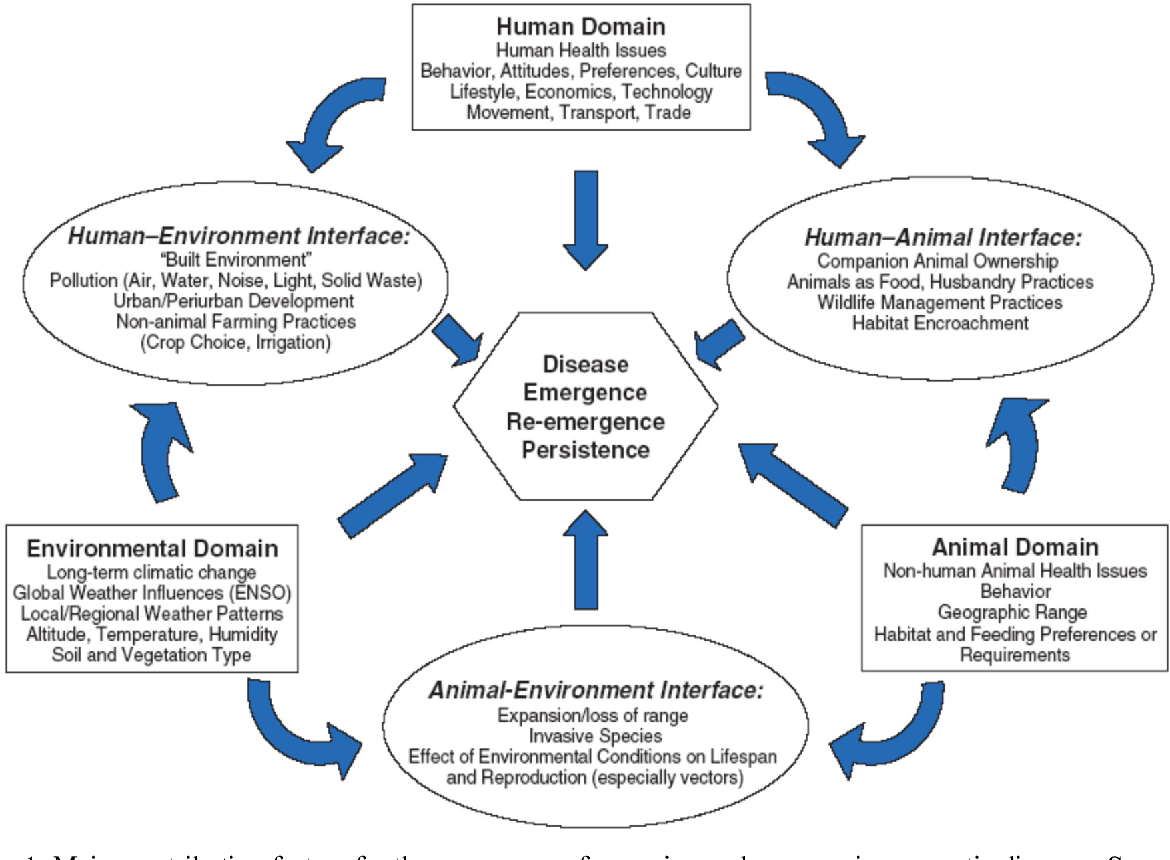 Human Domain
Human Health Issues
Behavior, Attitudes, Preferences, Culture
Lifestyle, Economics, Technology
Movement, Transport, Trade
Human–Environment Interface:
“Built Environment”
Pollution (Air, Water, Noise, Light, Solid Waste)
Urban/Periurban Development
Non-animal Farming Practices
(Crop Choice, Irrigation)
Human–Animal Interface:
Companion Animal Ownership
Animals as Food, Husbandry Practices
Wildlife Management Practices
Habitat Encroachment
Disease
Emergence
Re-emergence
Persistence
Environmental Domain
Long-term climatic change
Global Weather Influences (ENSO)
Local/Regional Weather Patterns
Altitude, Temperature, Humidity
Soil and Vegetation Type
Animal Domain
Non-human Animal Health Issues
Behavior
Geographic Range
Habitat and Feeding Preferences or
Requirements
Animal-Environment Interface:
Expansion/loss of range
Invasive Species
Effect of Environmental Conditions on Lifespan
and Reproduction (especially vectors)